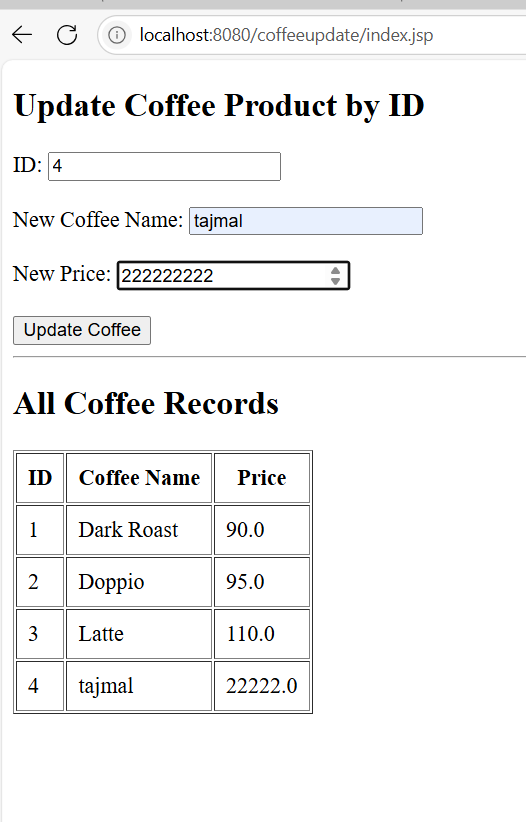 localhost:8080/coffeeupdate/index.jsp
Update Coffee Product by ID
ID: 4
New Coffee Name: tajmal
New Price: 222222222
Update Coffee
All Coffee Records
ID Coffee Name Price
1 Dark Roast 90.0
2 Doppio 95.0
3 Latte 110.0
4 tajmal 22222.0